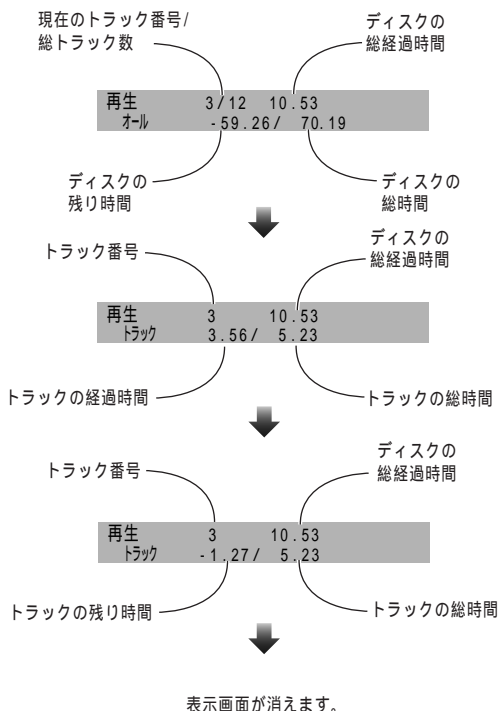 現在のトラック番号/
総トラック数
ディスクの
総経過時間
再生 3/12 10.53
オール -59.26/ 70.19
ディスクの
残り時間
ディスクの
総時間
トラック番号
ディスクの
総経過時間
再生 3 10.53
トラック 3.56/ 5.23
トラックの経過時間
トラックの総時間
トラック番号
ディスクの
総経過時間
再生 3 10.53
トラック -1.27/ 5.23
トラックの残り時間
トラックの総時間
表示画面が消えます。